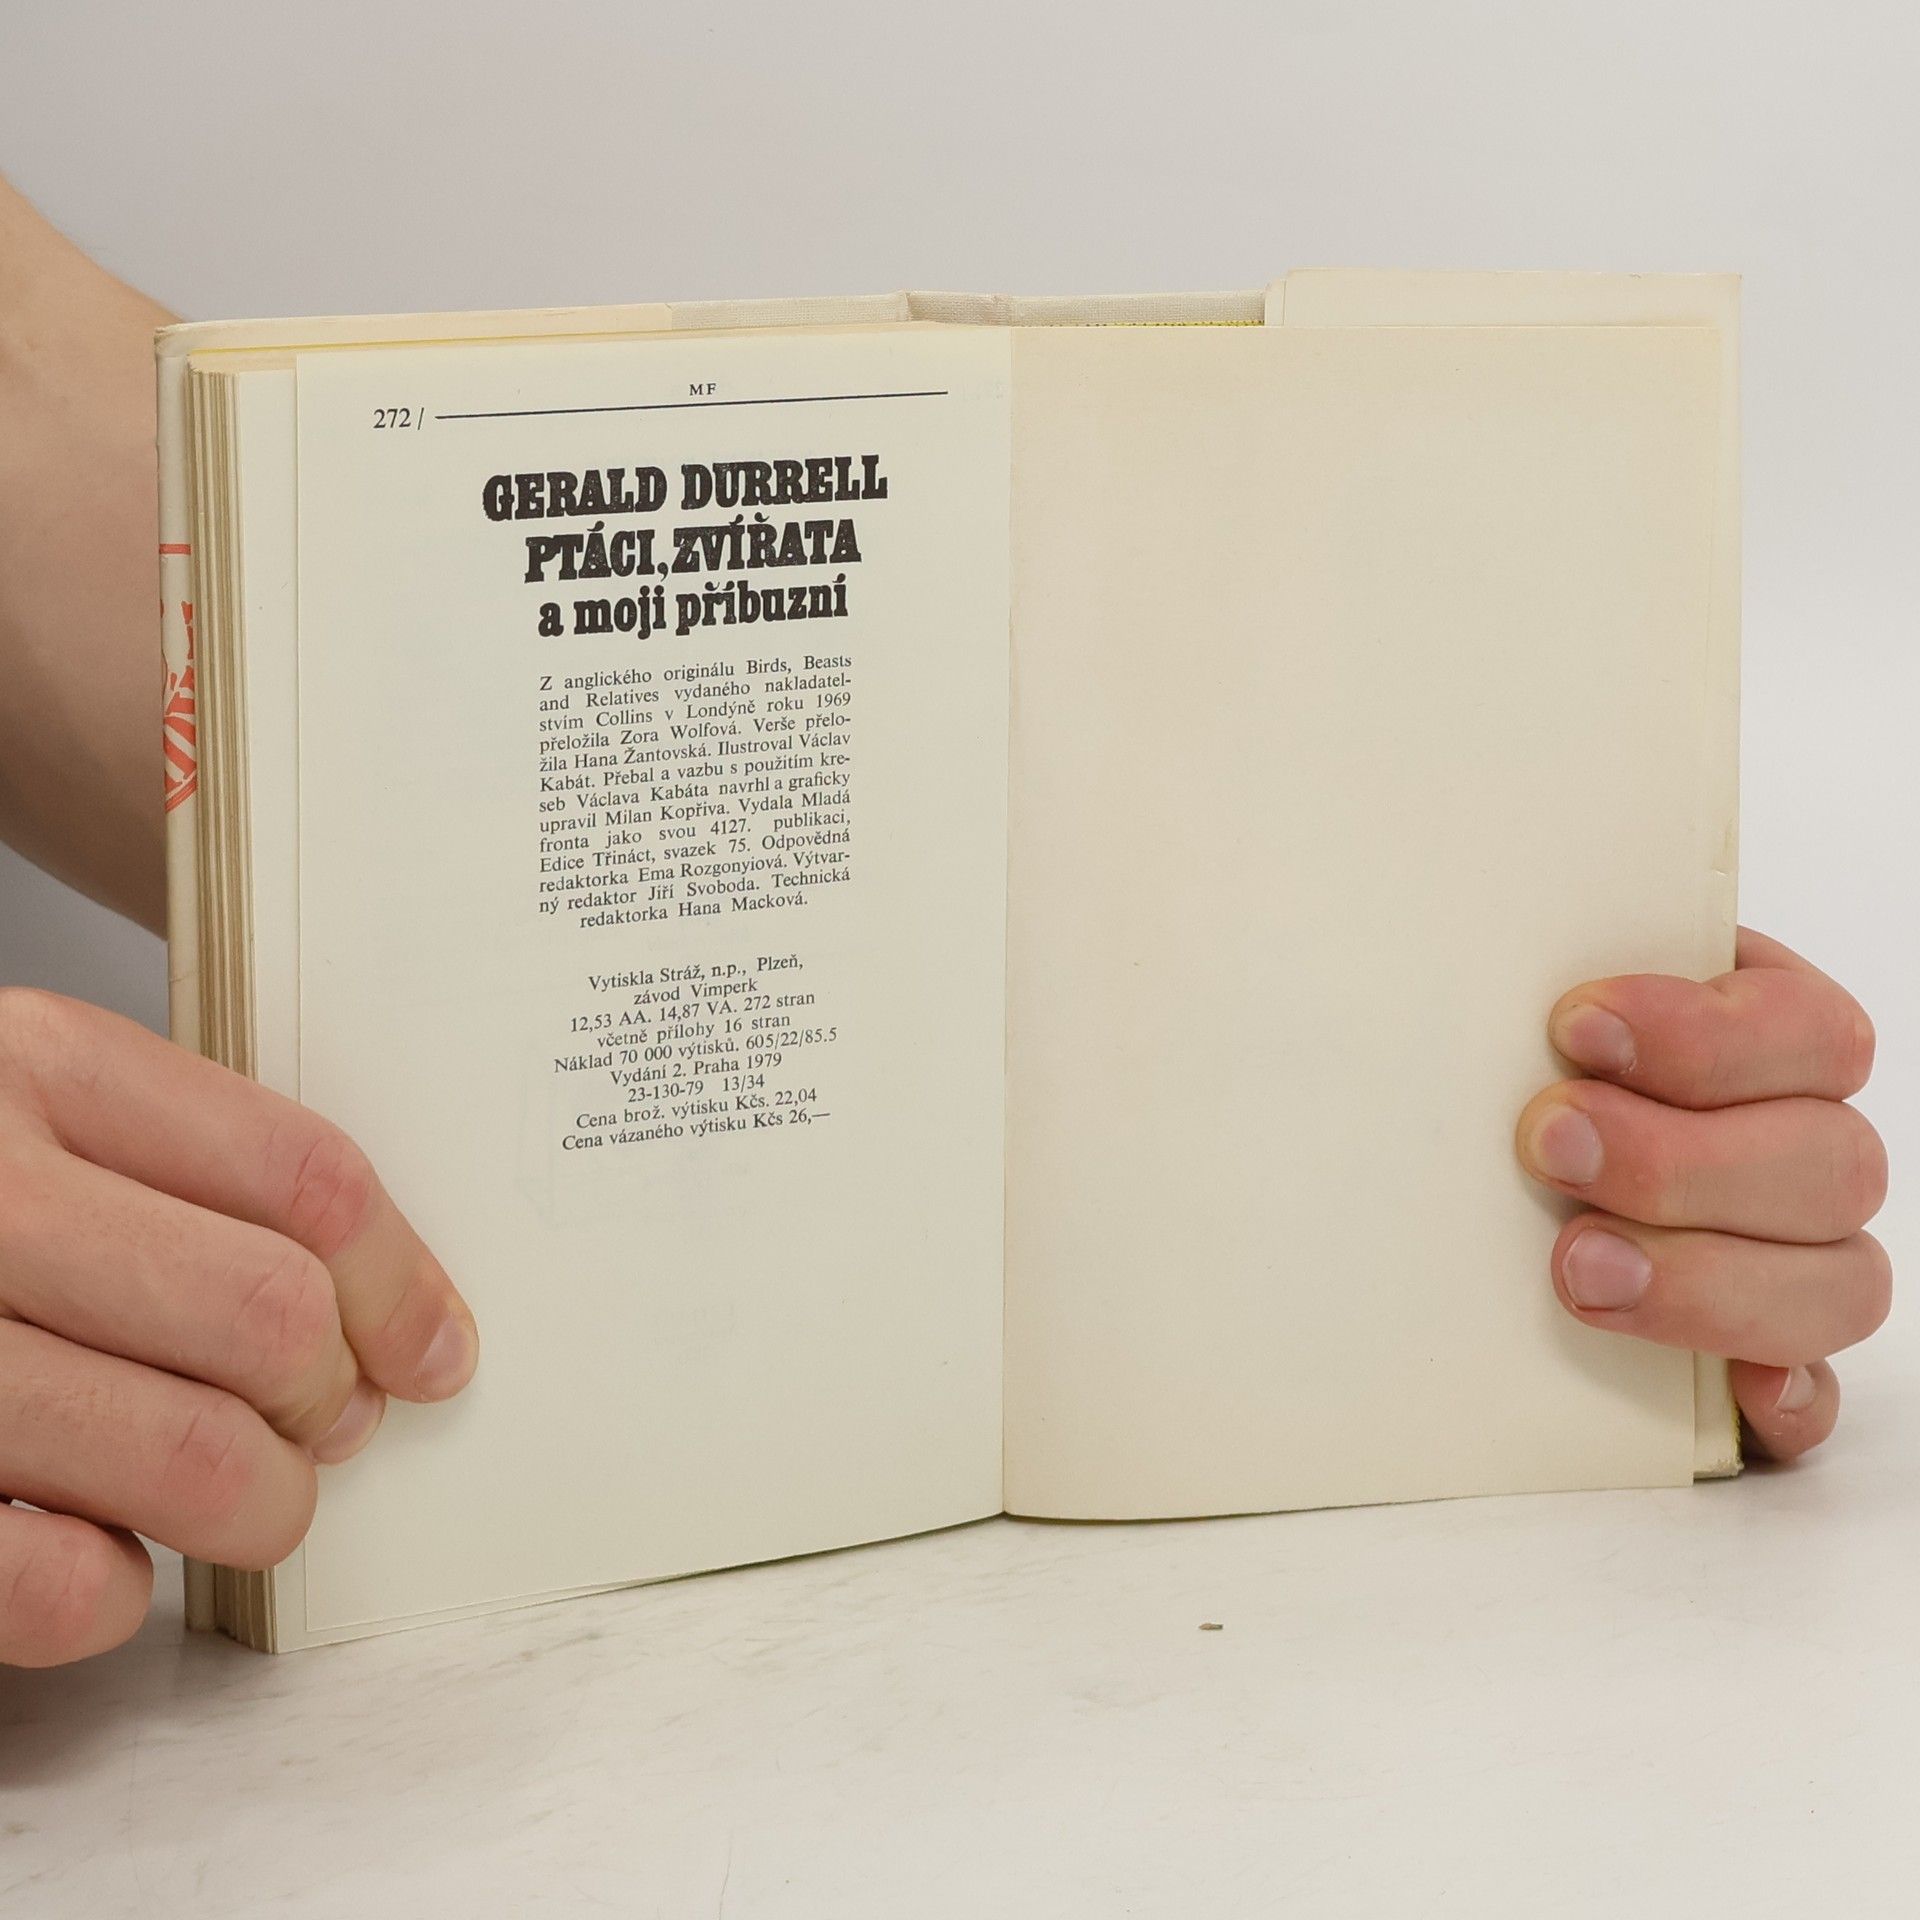 MF
272 /
GERALD DURRELL
PTÁCI, ZVÍŘATA
a moji příbuzní
Z anglického originálu Birds, Beasts
and Relatives vydaného nakladatel-
stvím Collins v Londýně roku 1969
přeložila Zora Wolfová. Verše přelo-
žila Hana Žantovská. Ilustroval Václav
Kabát. Přebal a vazbu s použitím kre-
seb Václava Kabáta navrhl a graficky
upravil Milan Kopřiva. Vydala Mladá
fronta jako svou 4127. publikaci,
Edice Třináct, svazek 75. Odpovědná
redaktorka Ema Rozgonyiová. Výtvar-
ný redaktor Jiří Svoboda. Technická
redaktorka Hana Macková.
Vytiskla Stráž, n.p., Plzeň,
závod Vimperk
12,53 AA. 14,87 VA. 272 stran
včetně přílohy 16 stran
Náklad 70 000 výtisků. 605/22/85.5
Vydání 2. Praha 1979
23-130-79 13/34
Cena brož. výtisku Kčs. 22,04
Cena vázaného výtisku Kčs 26,—